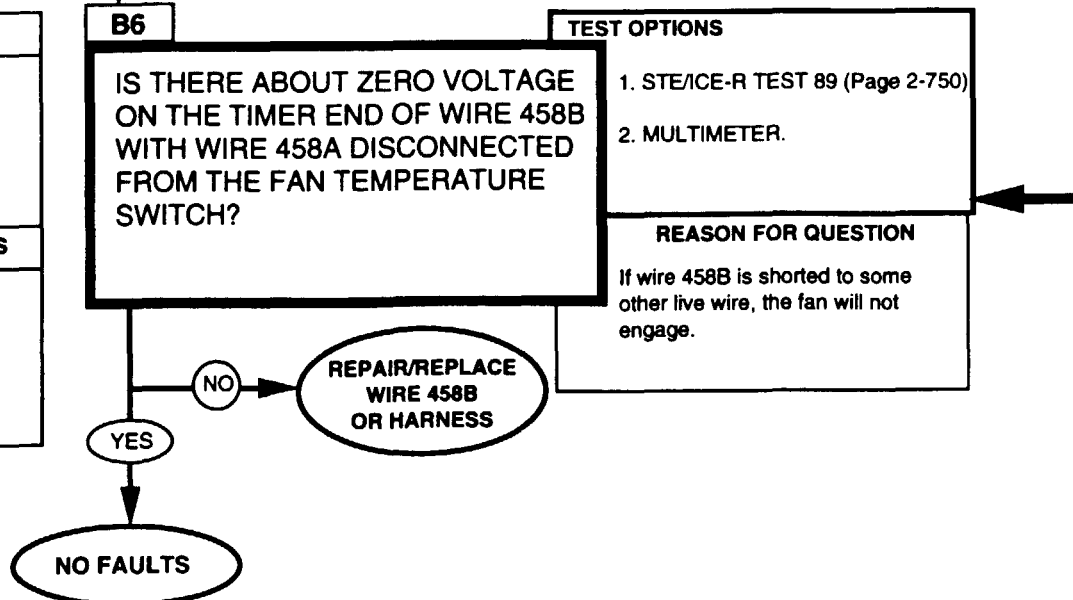 B6
IS THERE ABOUT ZERO VOLTAGE
ON THE TIMER END OF WIRE 458B
WITH WIRE 458A DISCONNECTED
FROM THE FAN TEMPERATURE
SWITCH?
TEST OPTIONS
1. STE/ICE-R TEST 89 (Page 2-750)
2. MULTIMETER.
REASON FOR QUESTION
If wire 458B is shorted to some
other live wire, the fan will not
engage.
S
NO
REPAIR/REPLACE
WIRE 458B
OR HARNESS
YES
NO FAULTS